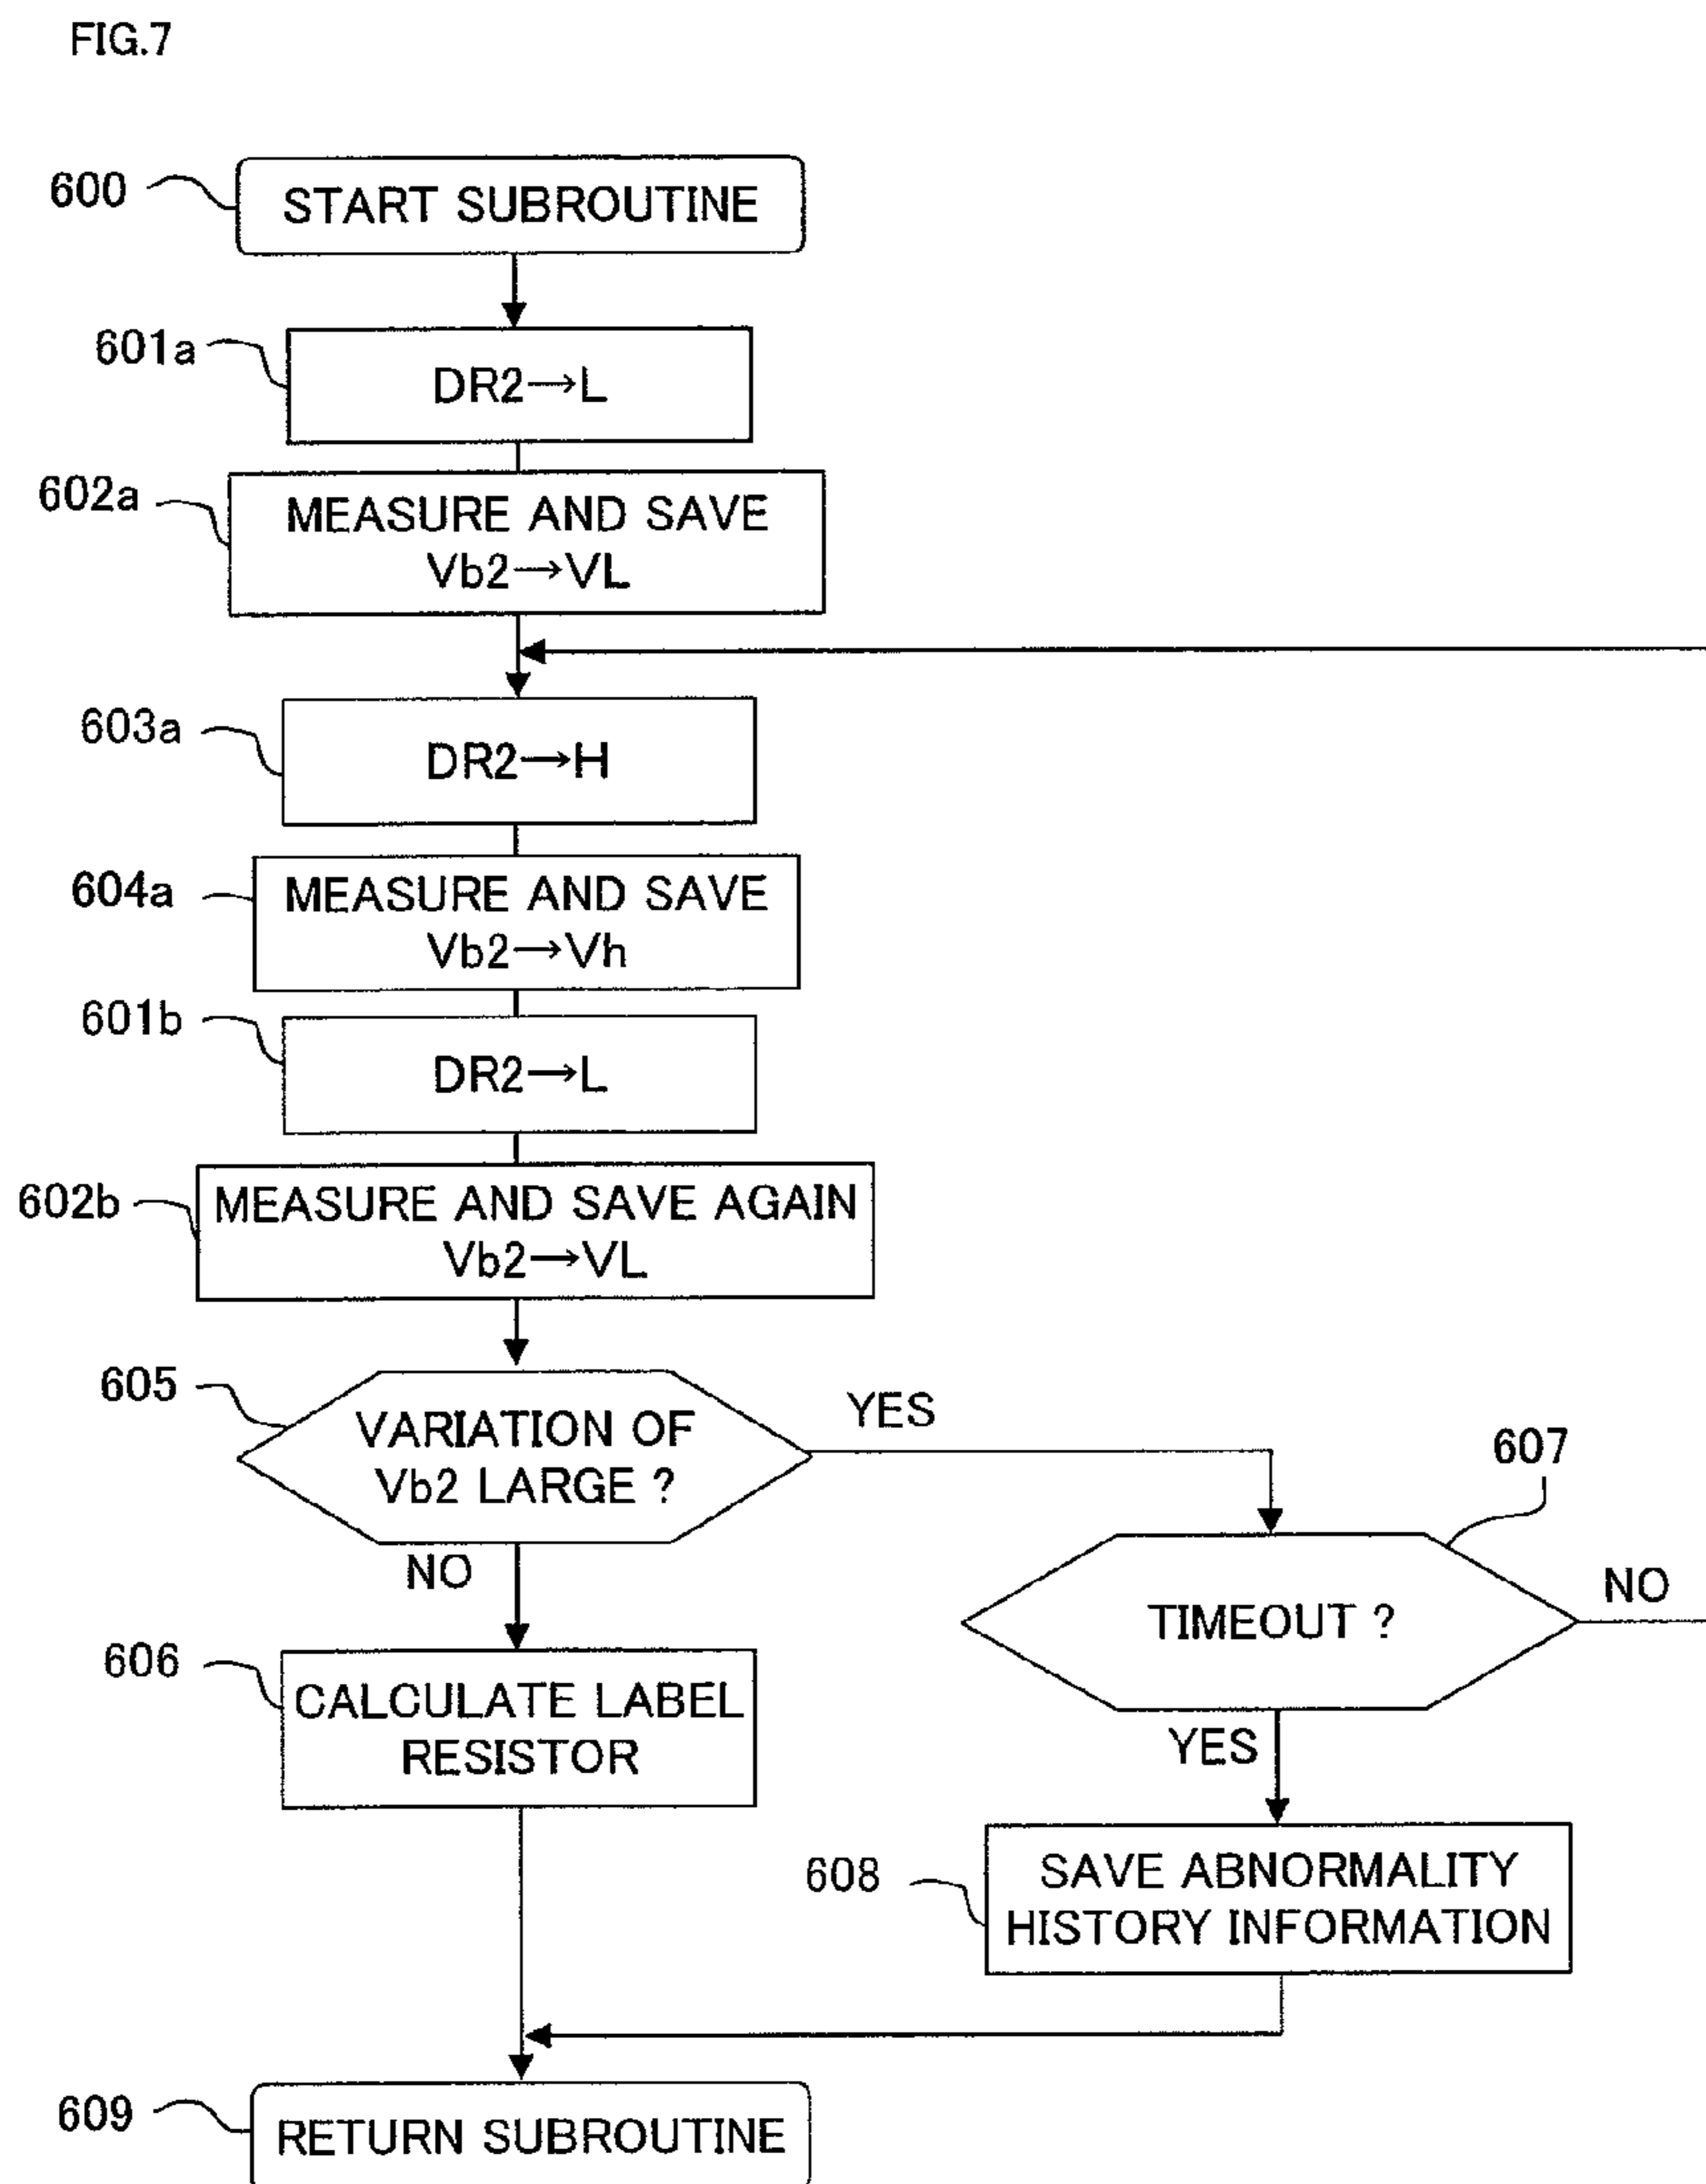 FIG.7
600
START SUBROUTINE
601a
DR2→L
602a
MEASURE AND SAVE
Vb2→VL
603a
DR2→H
604a
MEASURE AND SAVE
Vb2→Vh
601b
DR2→L
602b
MEASURE AND SAVE AGAIN
Vb2→VL
605
VARIATION OF
Vb2 LARGE ?
YES
NO
607
TIMEOUT ?
NO
YES
606
CALCULATE LABEL
RESISTOR
608
SAVE ABNORMALITY
HISTORY INFORMATION
609
RETURN SUBROUTINE